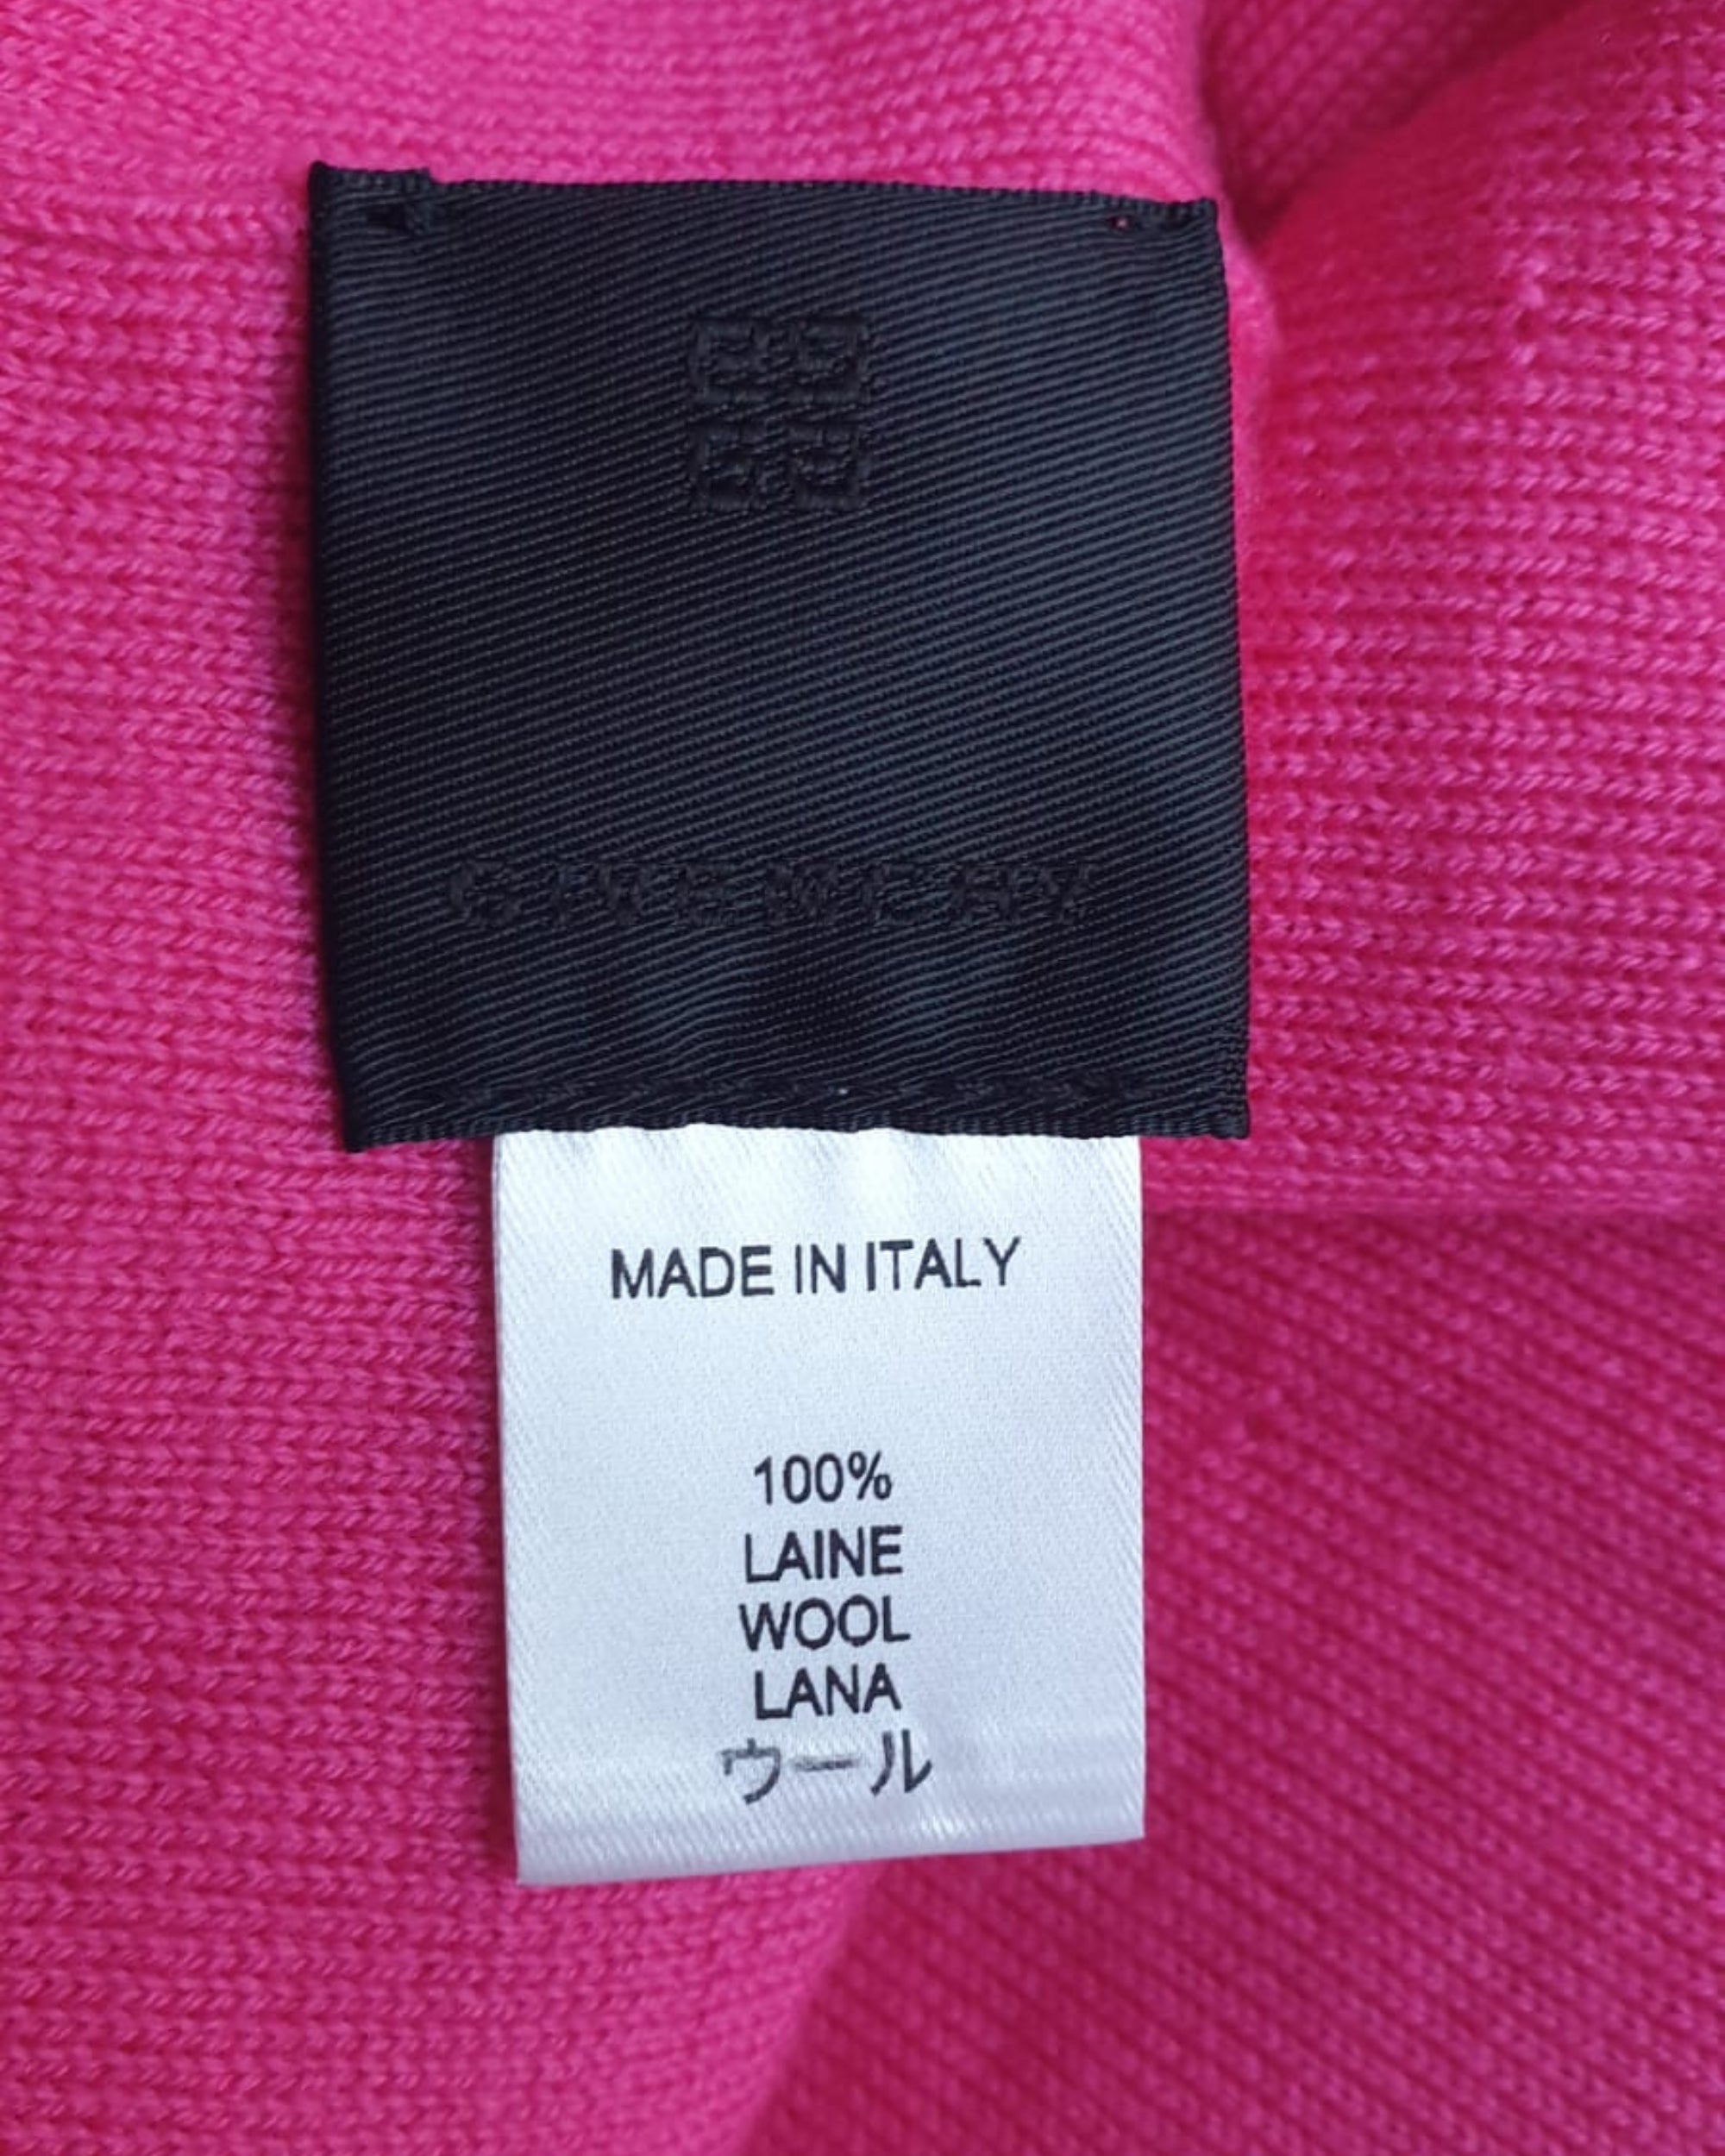 GIVENCHY
MADE IN ITALY
100%
LAINE
WOOL
LANA
ウール